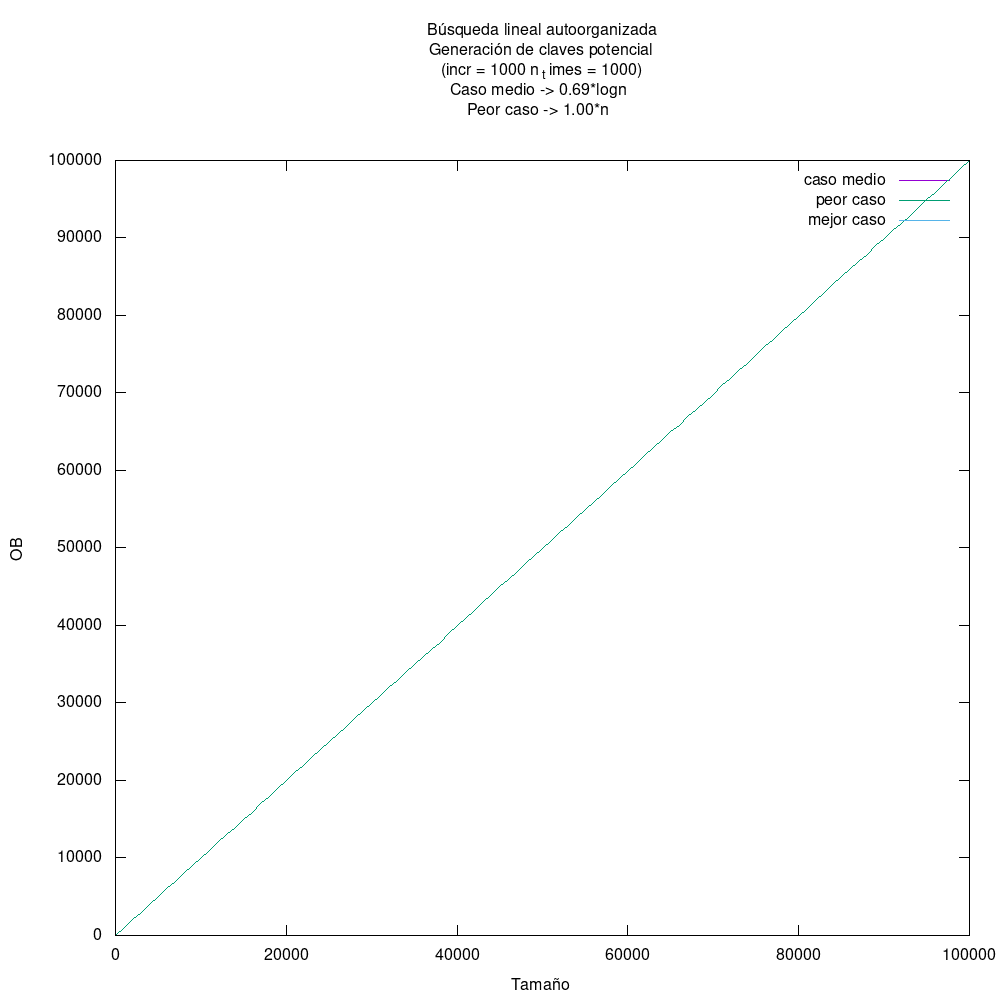 Búsqueda lineal autoorganizada
Generación de claves potencial
(incr = 1000 n t imes = 1000)
Caso medio -> 0.69*logn
Peor caso -> 1.00*n
100000
90000
80000
70000
60000
50000
40000
30000
20000
10000
0
caso medio
peor caso
mejor caso
OB
0 20000 40000 60000 80000 100000
Tamaño